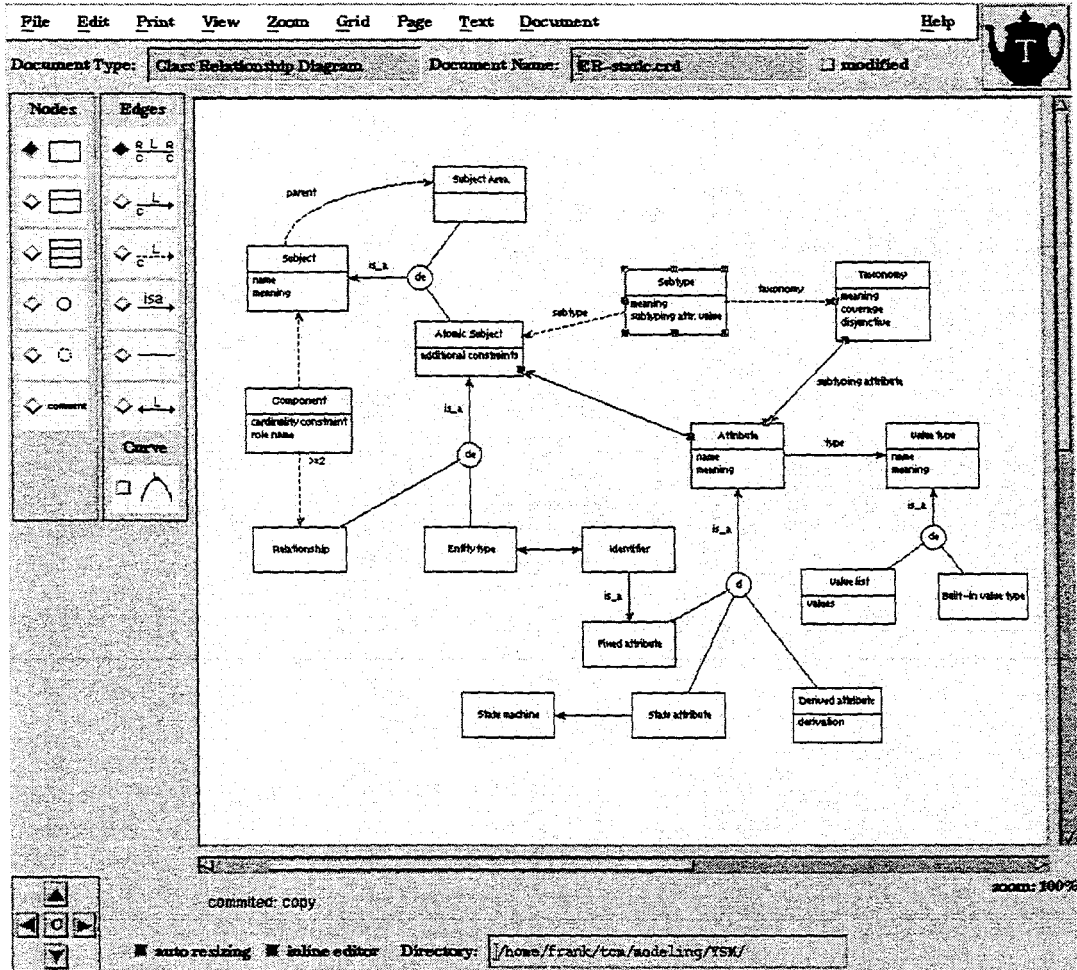 File Edit Print View Zoom Grid Page Text Document Help
T
Document Type: Class Relationship Diagram Document Name: ER-static.crd modified
Nodes Edges
R L R
C C
L
C
L
C
isa
comment L
Curve
Subject Area
parent
Subject
name
meaning
is_a
de
Subtype
meaning
subtyping attr. value
taxonomy
Taxonomy
meaning
coverage
disjunctive
subtype
Atomic Subject
additional constraints
subtyping attribute
Component
cardinality constraint
role name
is_a
>=2
de
Attribute
name
meaning
type
Value type
name
meaning
is_a
is_a
de
Relationship
Entity type
Identifier
Value list
values
Built-in value type
is_a
d
Fixed attribute
State machine
State attribute
Derived attribute
derivation
zoom: 100%
commited: copy
C
auto resizing inline editor Directory: /home/frank/tcm/modeling/YSM/